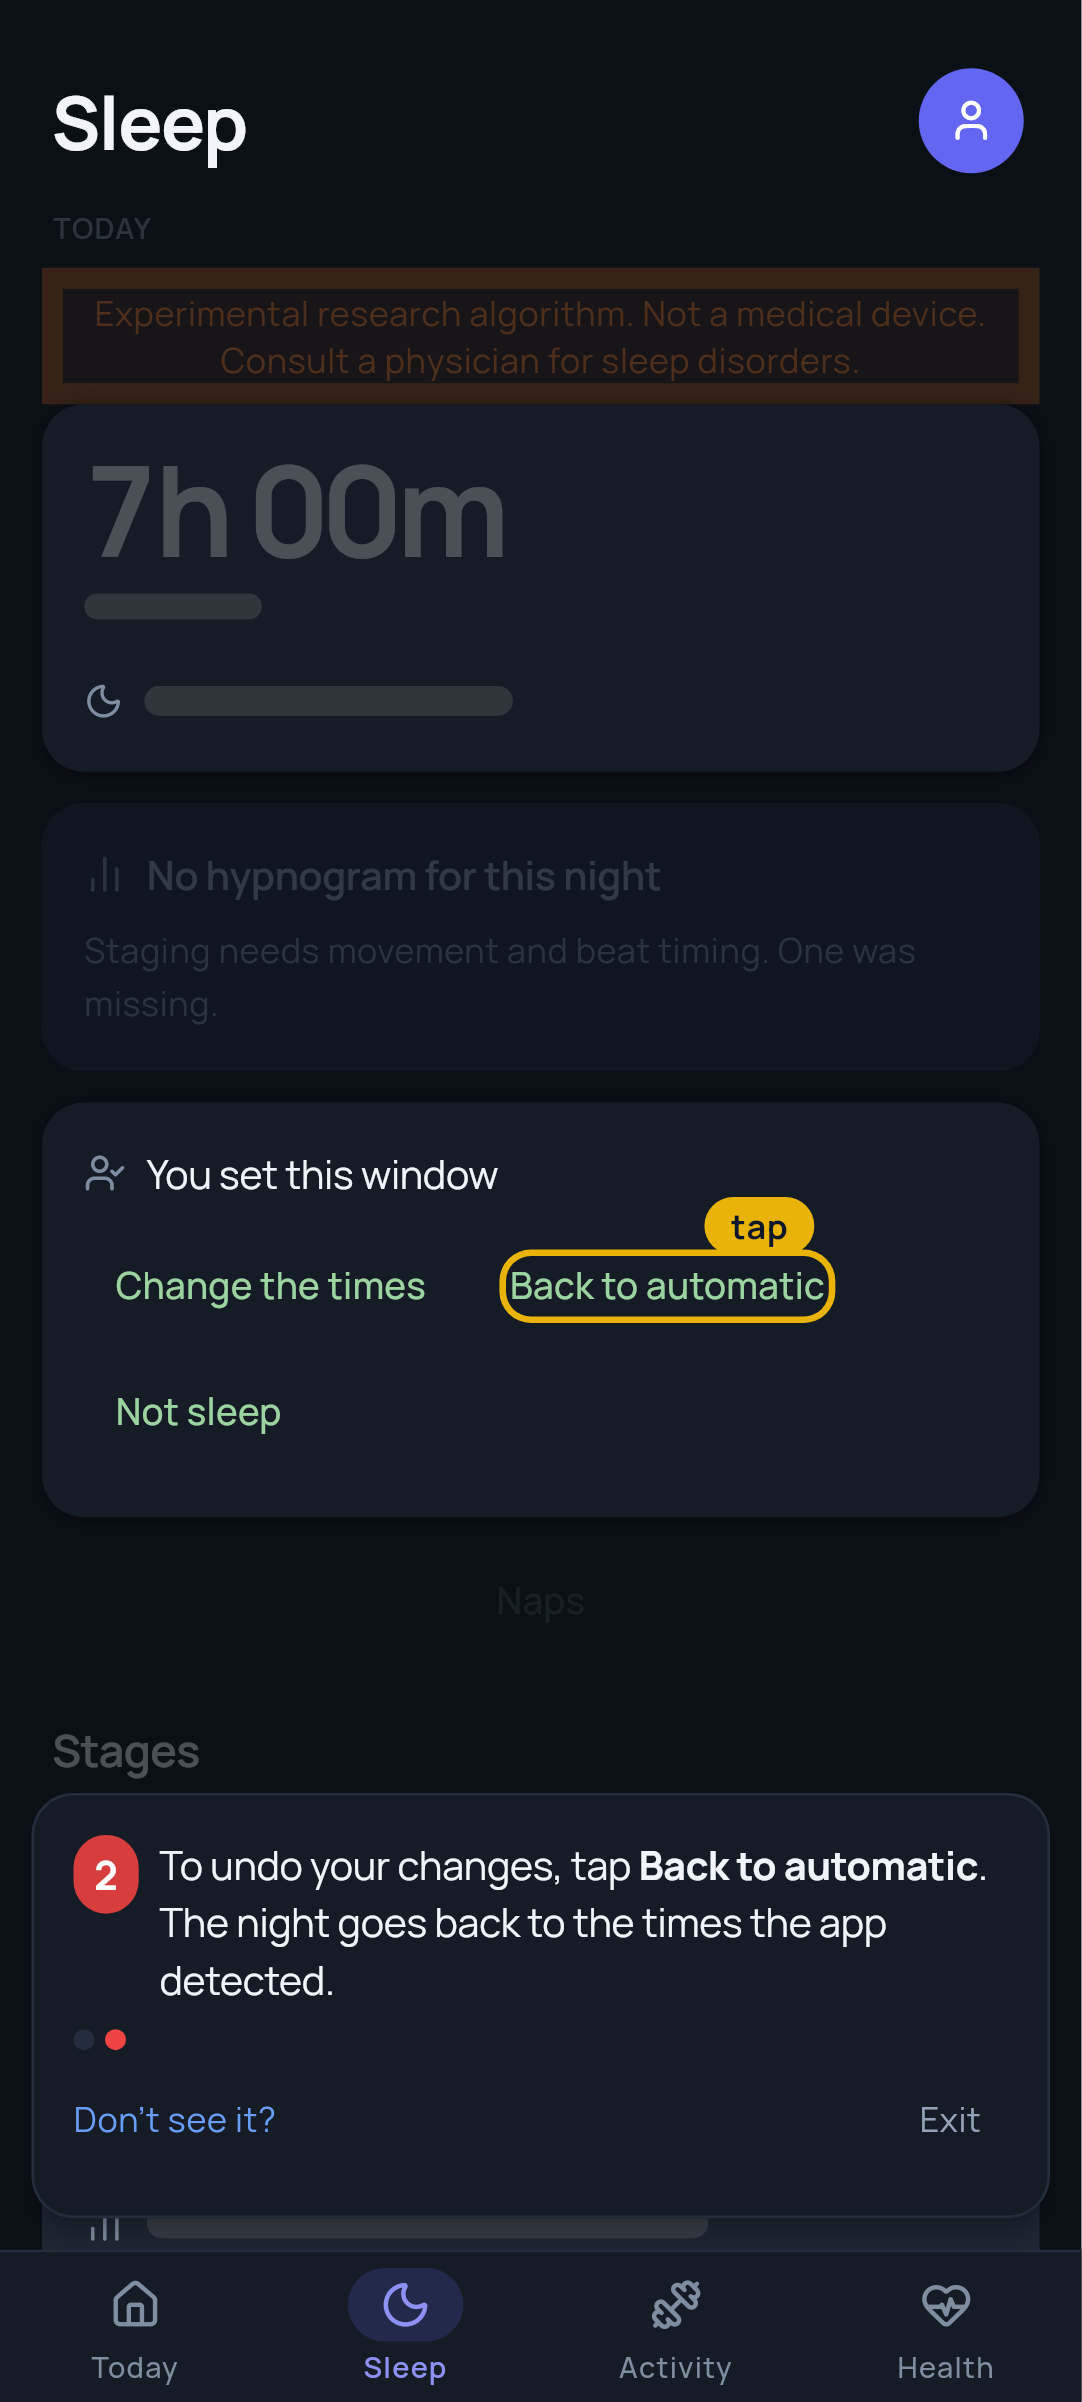 Sleep
TODAY
Experimental research algorithm. Not a medical device.
Consult a physician for sleep disorders.
7h 00m
No hypnogram for this night
Staging needs movement and beat timing. One was
missing.
You set this window
tap
Change the times
Back to automatic
Not sleep
Naps
Stages
2
To undo your changes, tap Back to automatic.
The night goes back to the times the app
detected.
Don’t see it?
Exit
Today
Sleep
Activity
Health